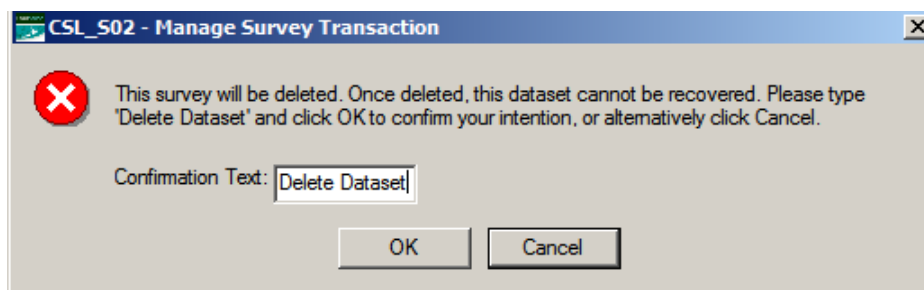 CSL_S02 - Manage Survey Transaction
This survey will be deleted. Once deleted, this dataset cannot be recovered. Please type
'Delete Dataset' and click OK to confirm your intention, or alternatively click Cancel.
Confirmation Text: Delete Dataset
OK Cancel